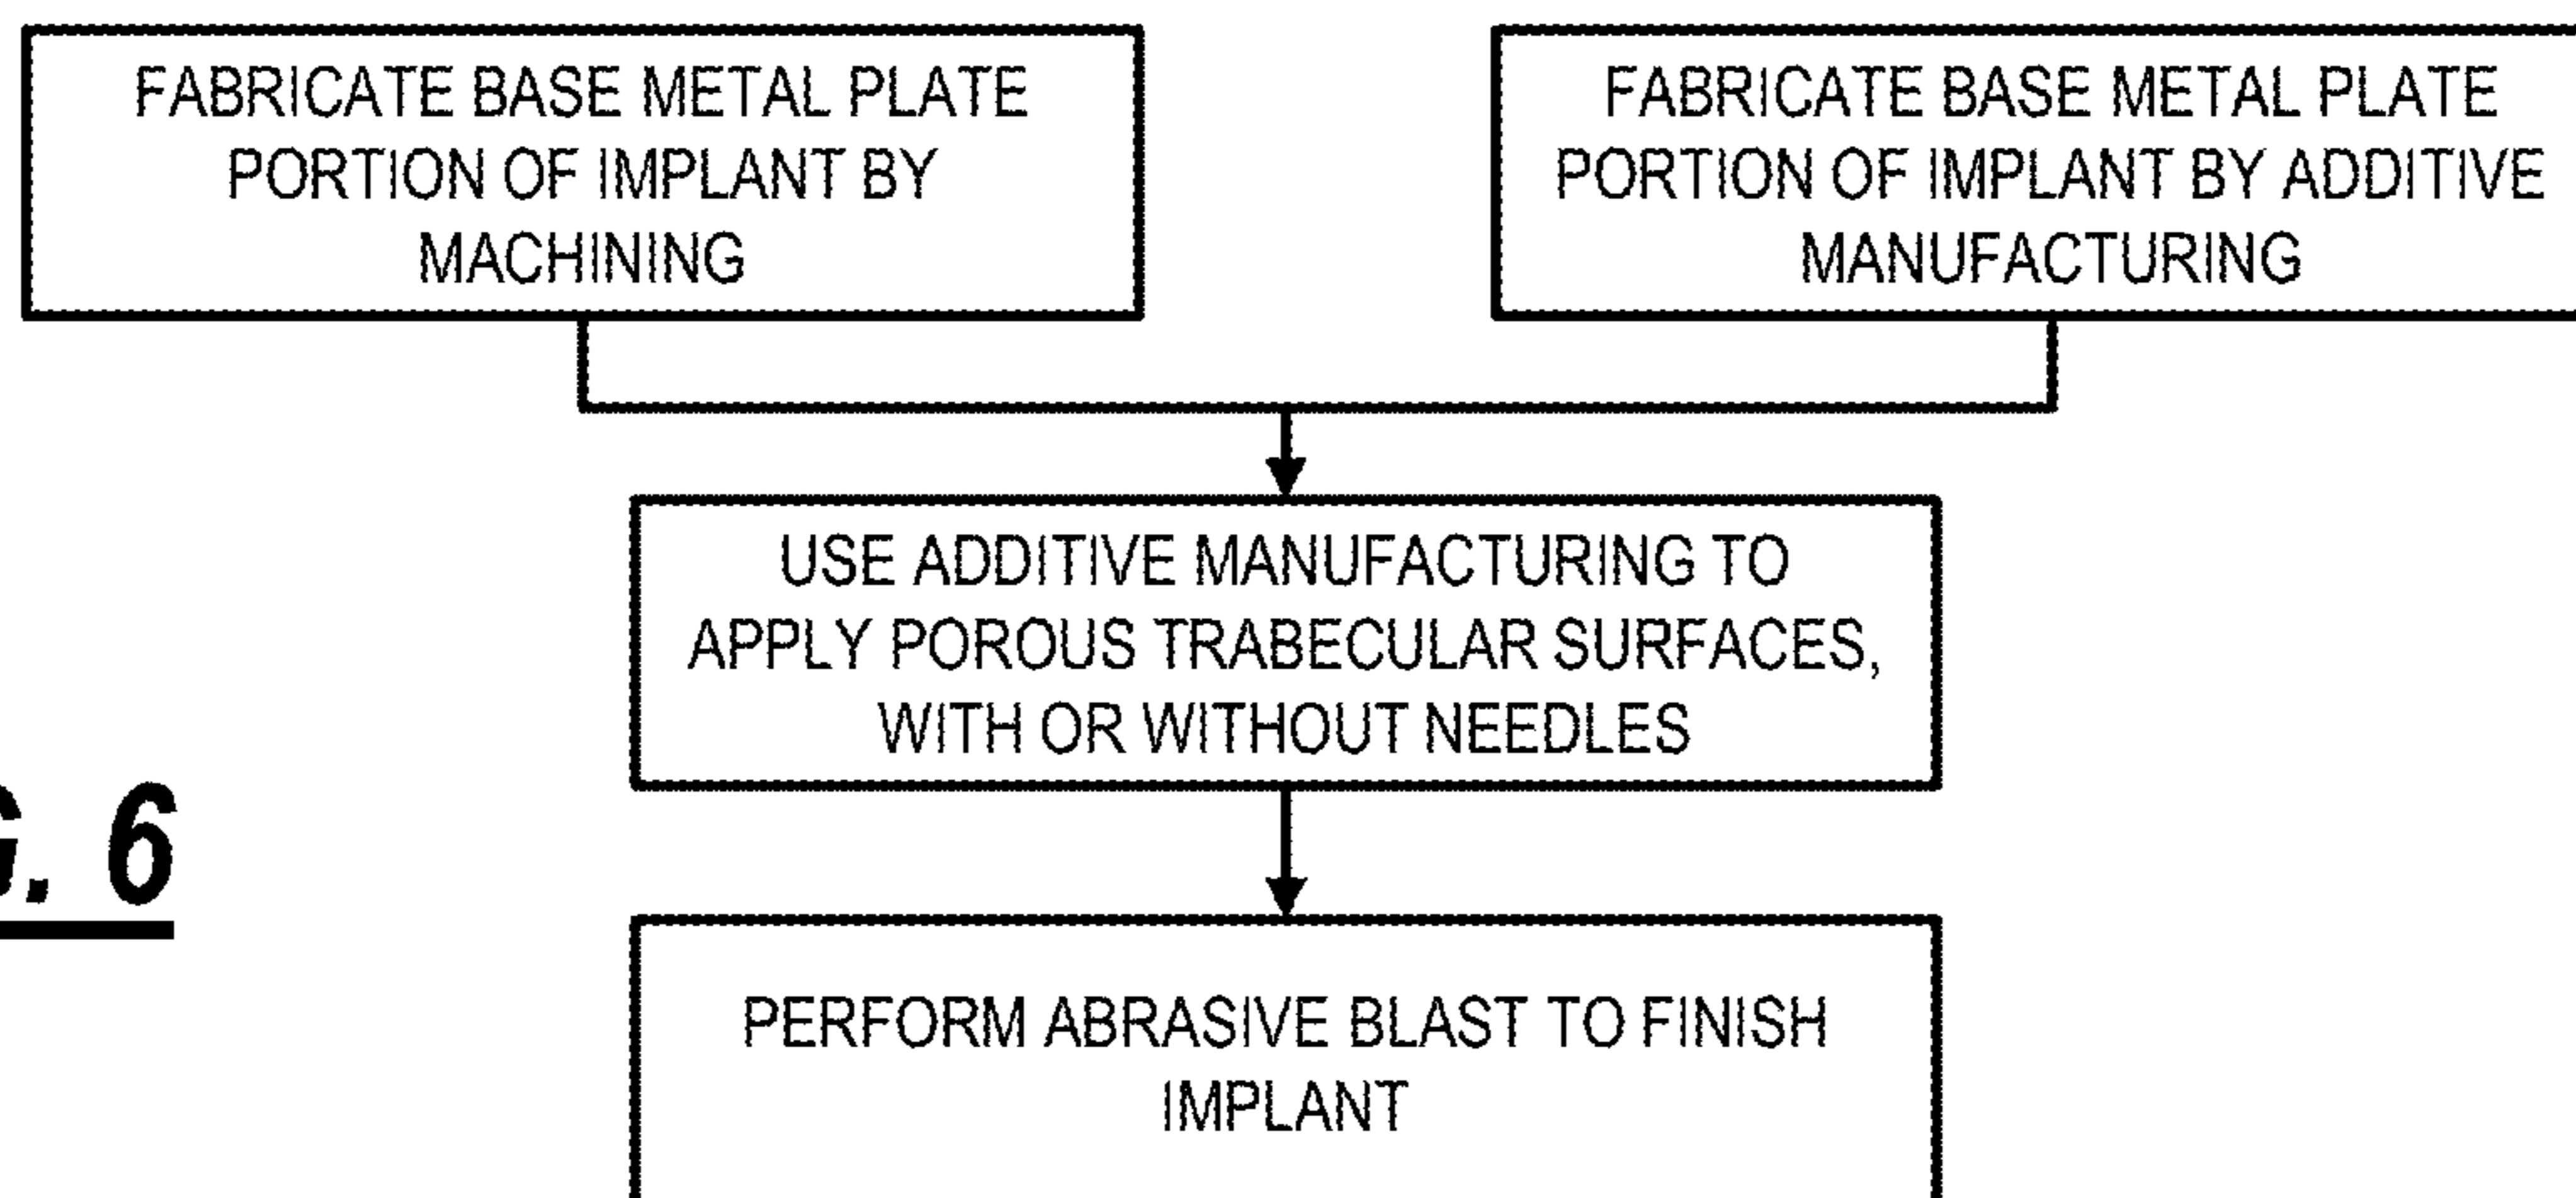 FABRICATE BASE METAL PLATE
PORTION OF IMPLANT BY
MACHINING
FABRICATE BASE METAL PLATE
PORTION OF IMPLANT BY ADDITIVE
MANUFACTURING
USE ADDITIVE MANUFACTURING TO
APPLY POROUS TRABECULAR SURFACES,
WITH OR WITHOUT NEEDLES
G. 6
PERFORM ABRASIVE BLAST TO FINISH
IMPLANT